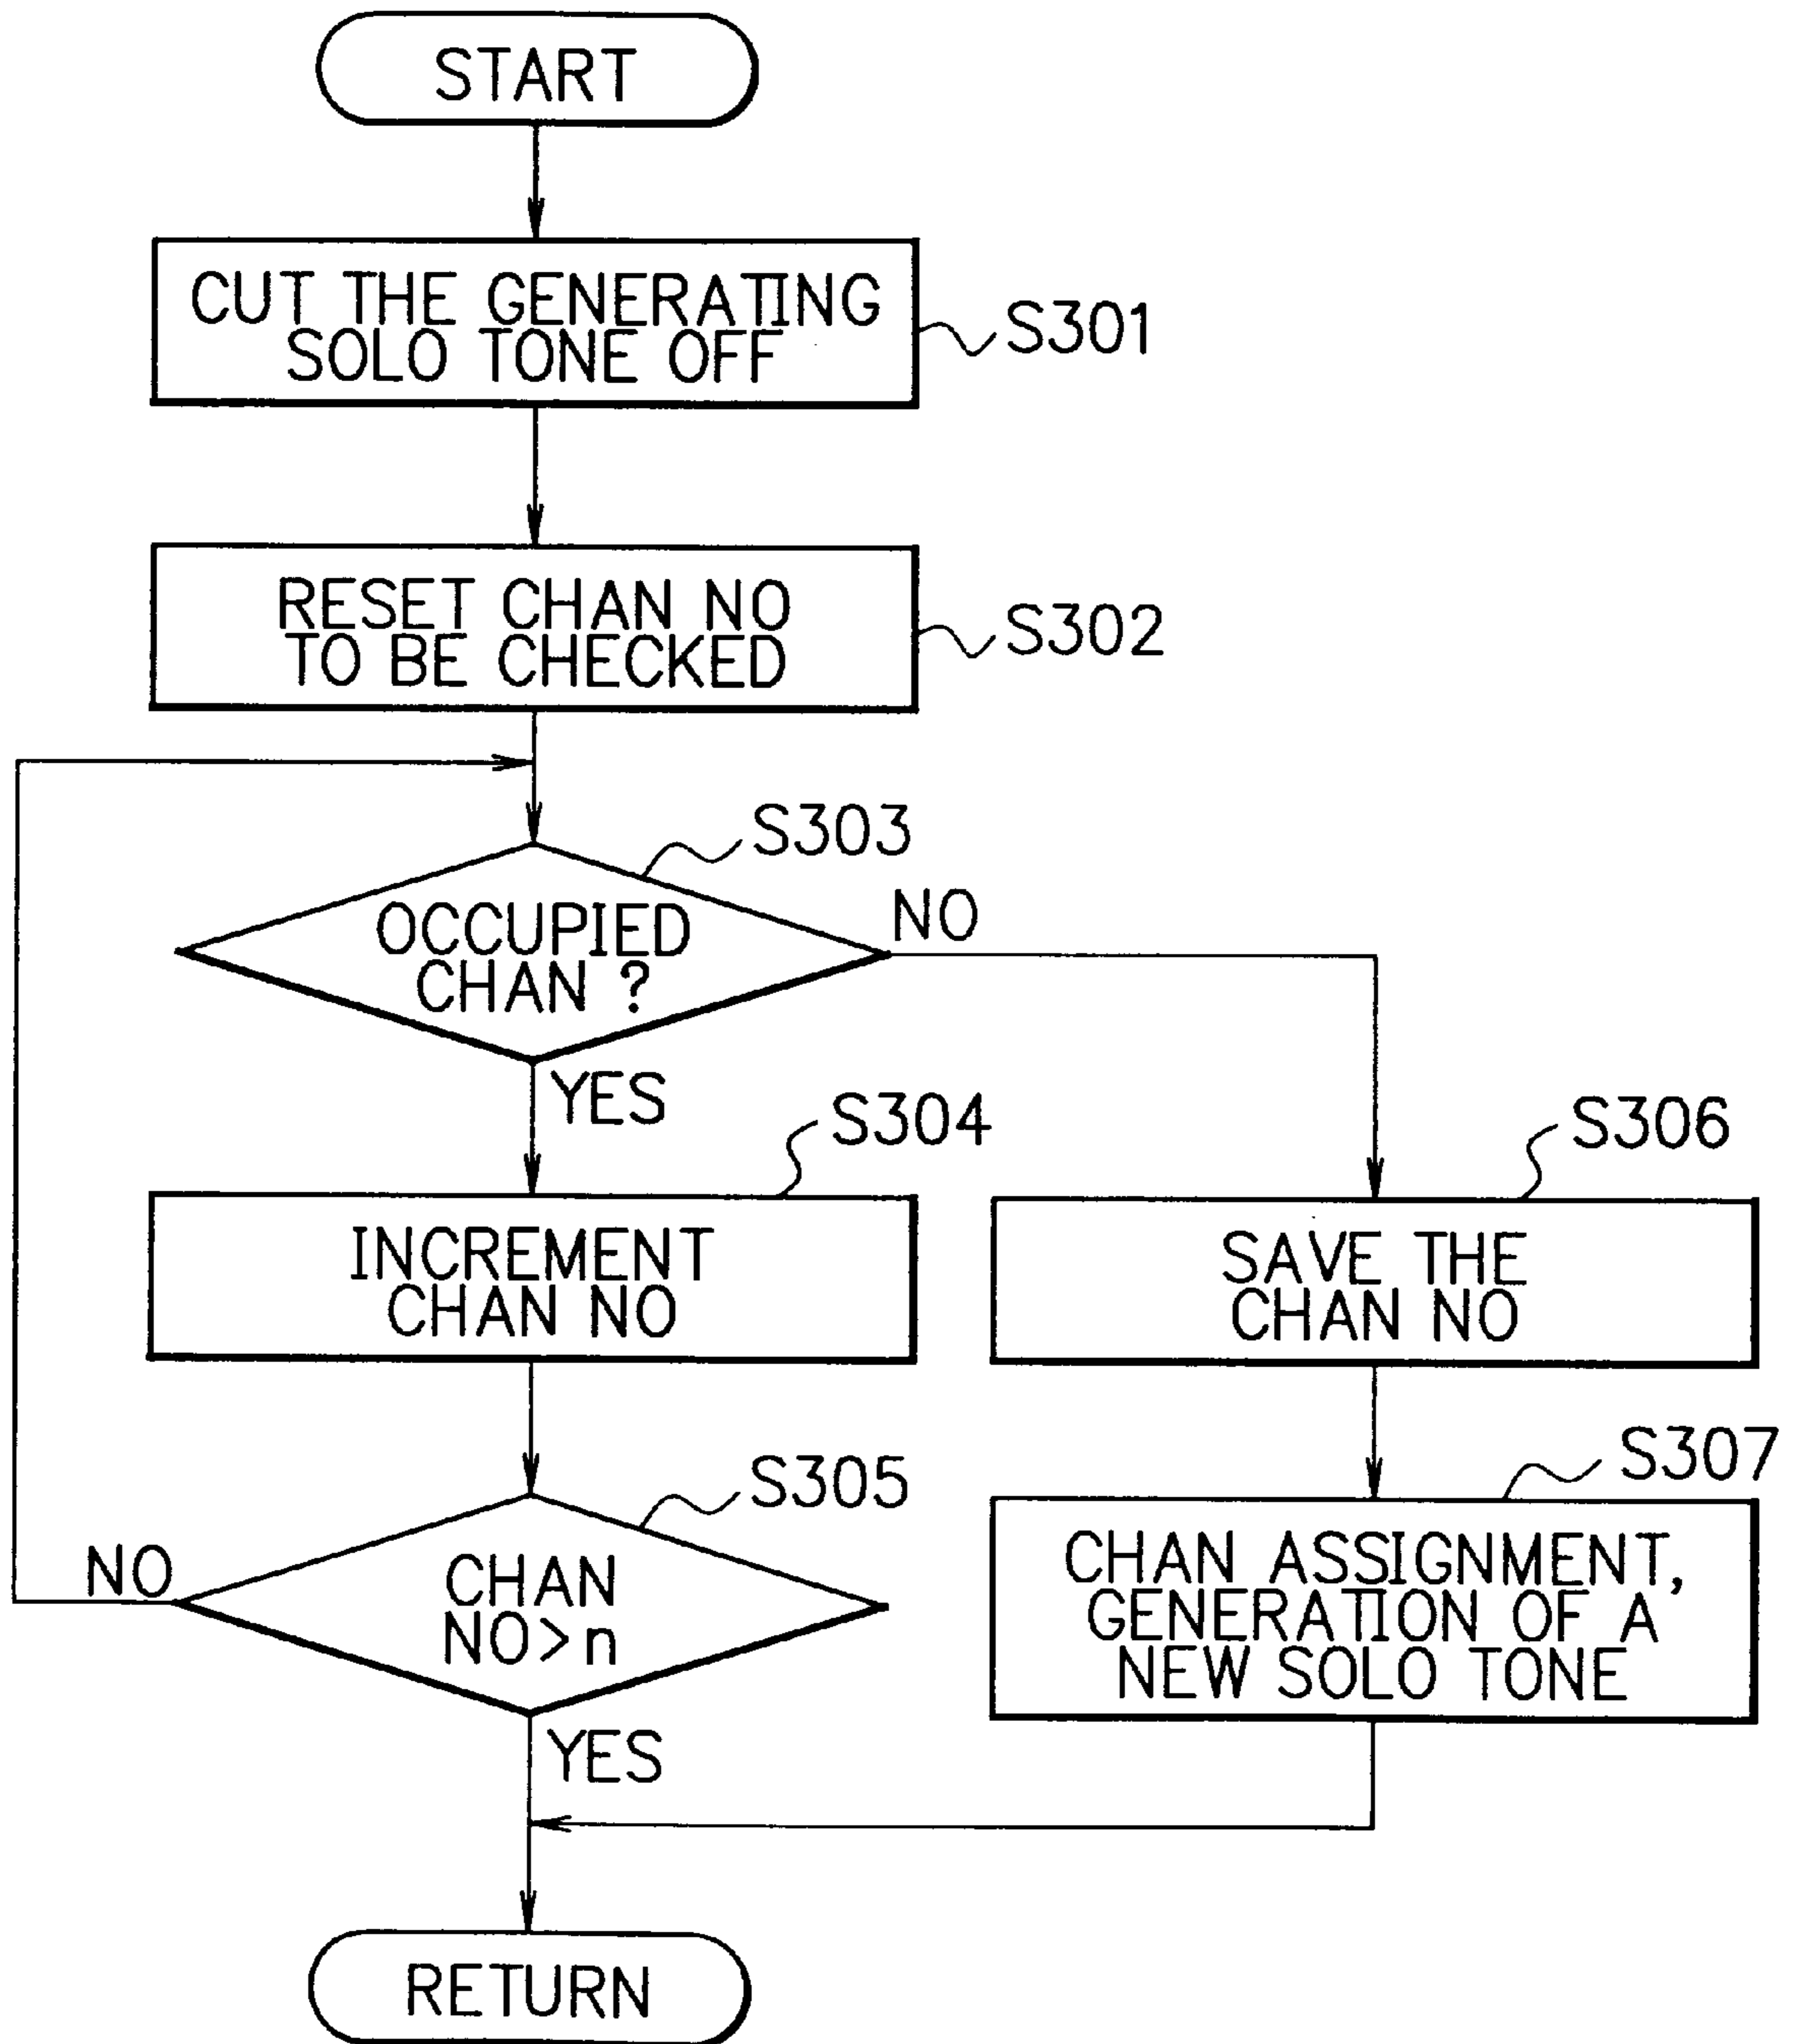 START
CUT THE GENERATING
SOLO TONE OFF
S301
RESET CHAN NO
TO BE CHECKED
S302
S303
OCCUPIED
CHAN ?
NO
YES
S304
INCREMENT
CHAN NO
S306
SAVE THE
CHAN NO
S305
CHAN
NO>n
NO
YES
S307
CHAN ASSIGNMENT,
GENERATION OF A
NEW SOLO TONE
RETURN